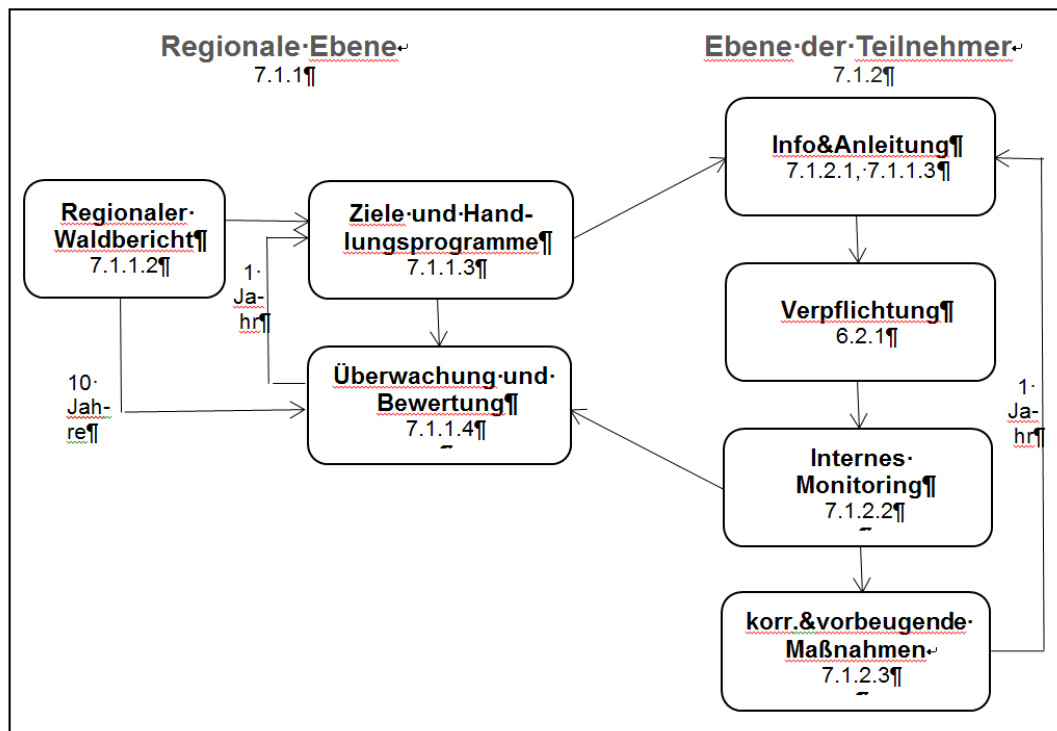 Regionale·Ebene↵
7.1.1¶
Ebene·der·Teilnehmer↵
7.1.2¶
Regionaler·
Waldbericht¶
7.1.1.2¶
Ziele·und·Hand-
lungsprogramme¶
7.1.1.3¶
Info&Anleitung¶
7.1.2.1,·7.1.1.3¶
1·
Ja-
hr¶
Verpflichtung¶
6.2.1¶
10·
Jah-
re¶
Überwachung·und·
Bewertung¶
7.1.1.4¶
¶
1·
Ja-
hr¶
Internes·
Monitoring¶
7.1.2.2¶
¶
korr.&vorbeugende·
Maßnahmen↵
7.1.2.3¶
¶